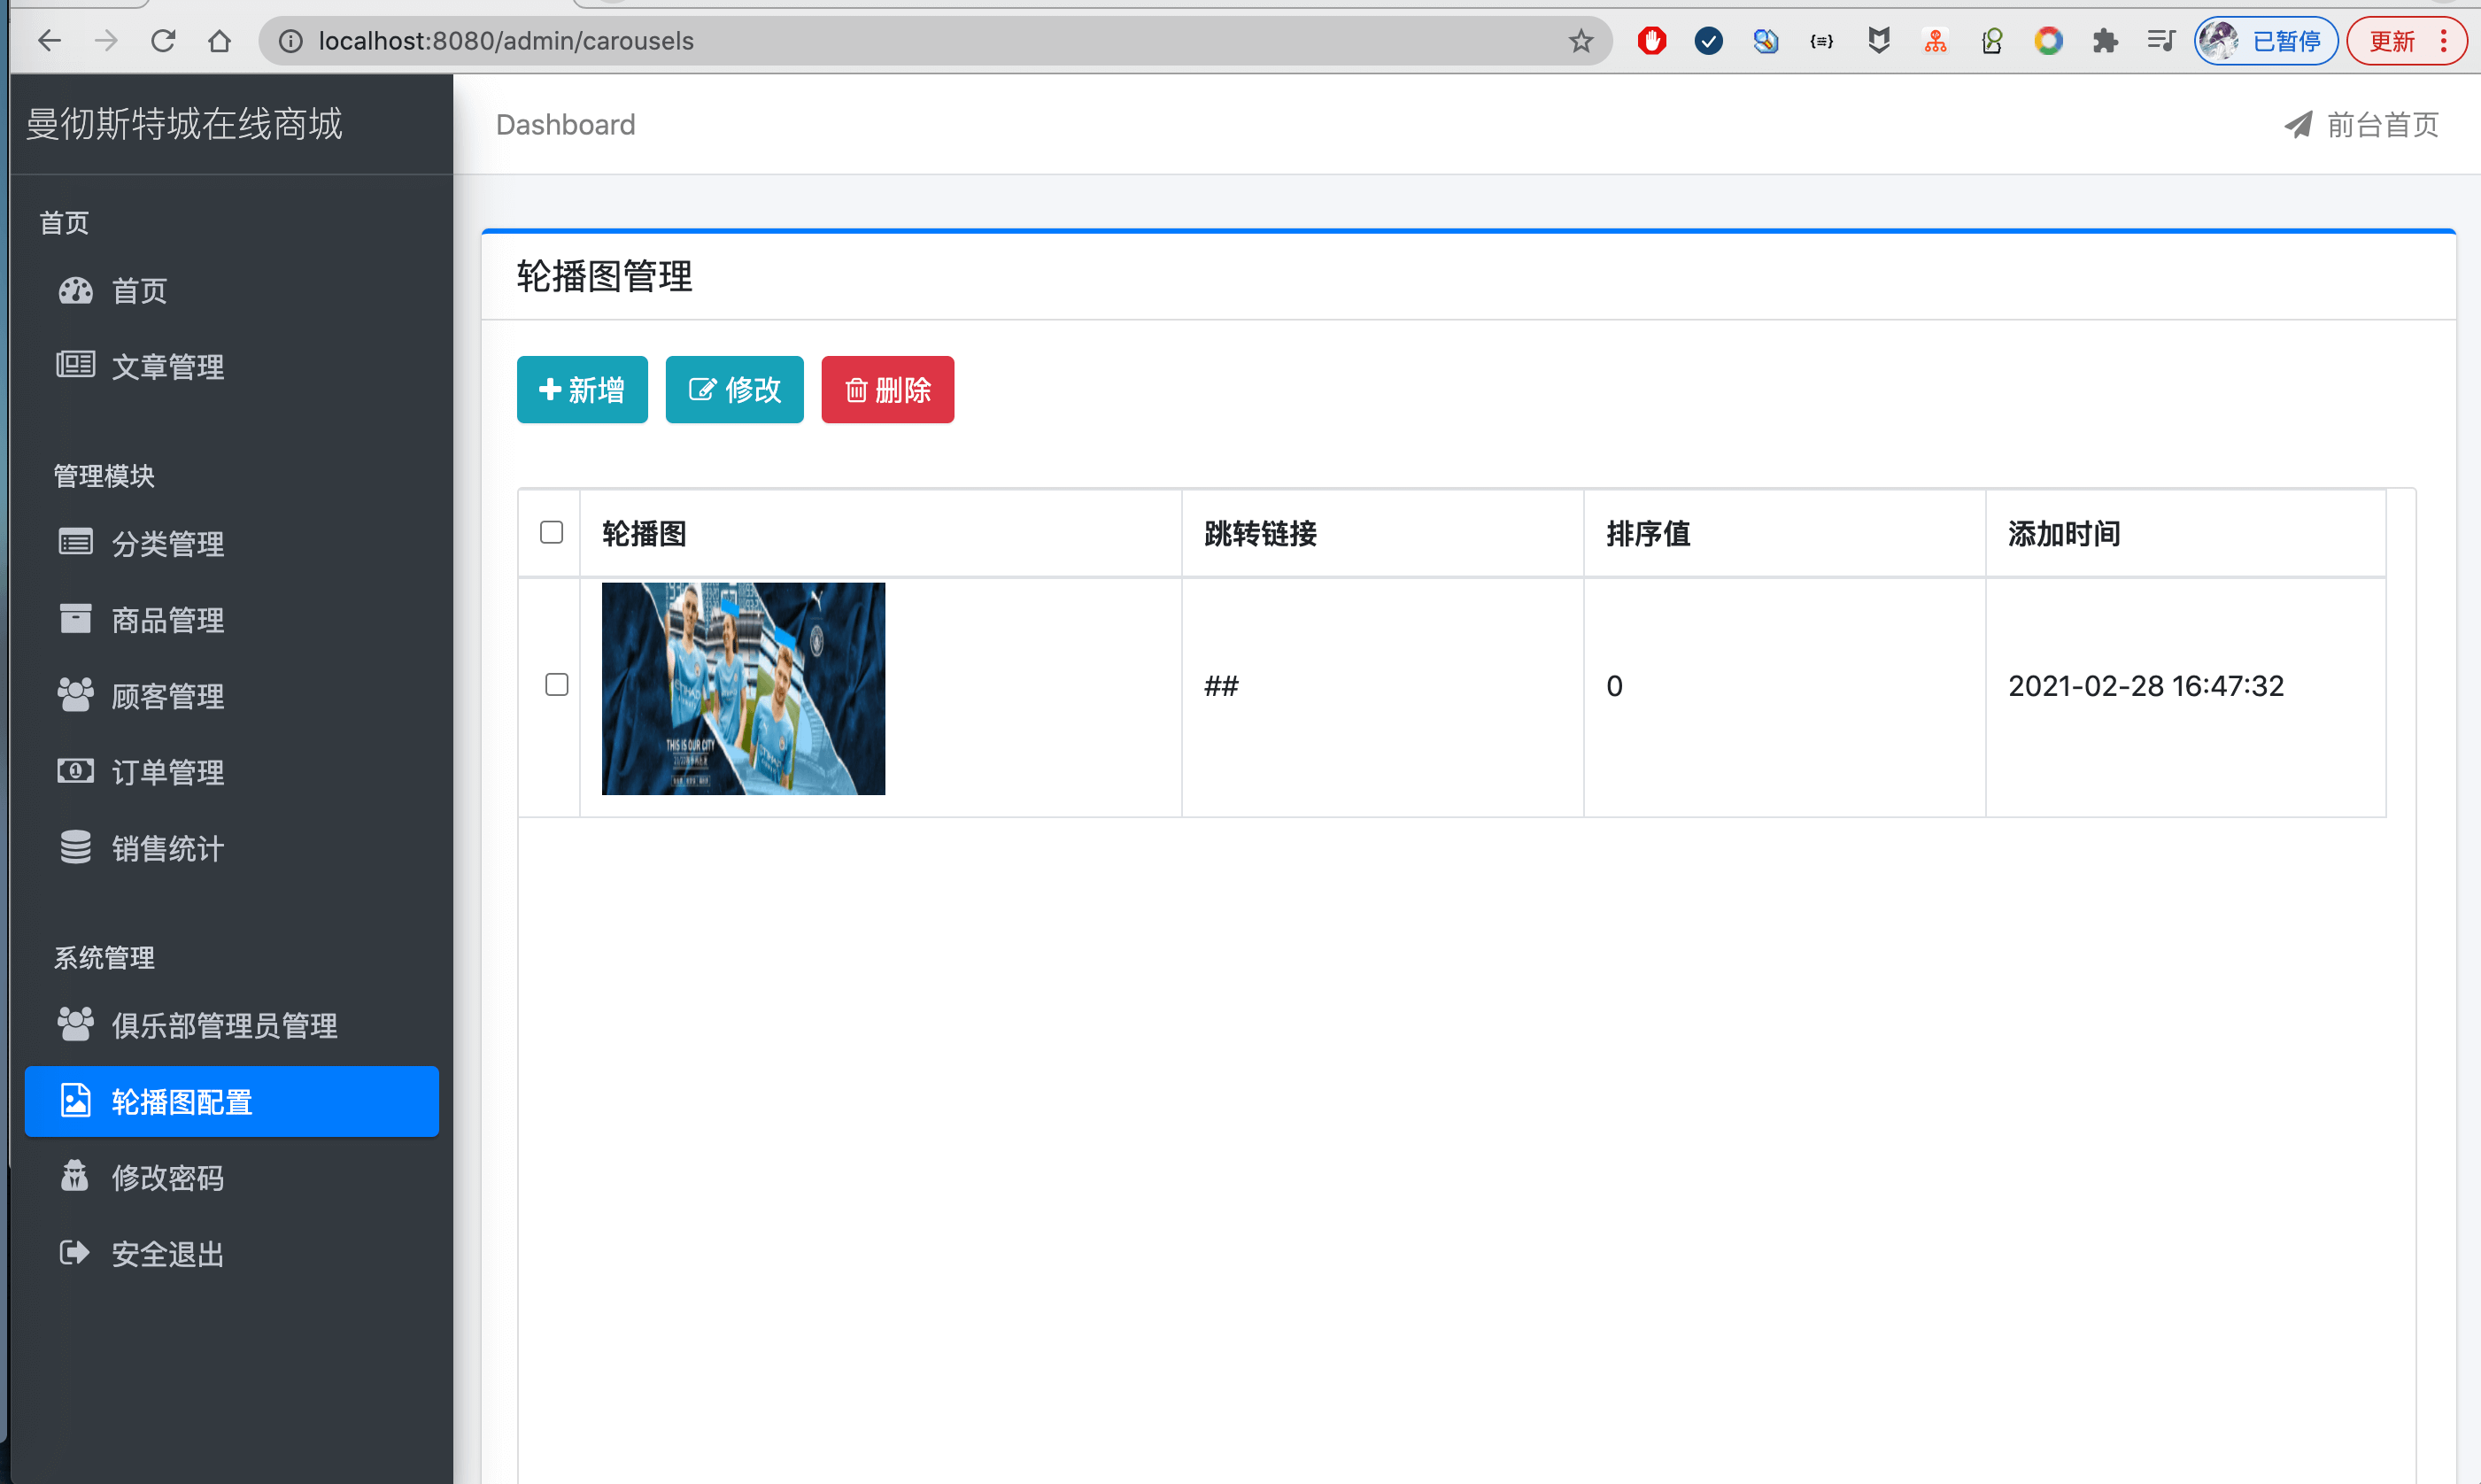 localhost:8080/admin/carousels
已暂停
更新
曼彻斯特城在线商城
Dashboard
前台首页
首页
首页
文章管理
管理模块
分类管理
商品管理
顾客管理
订单管理
销售统计
系统管理
俱乐部管理员管理
轮播图配置
修改密码
安全退出
轮播图管理
新增
修改
删除
轮播图
跳转链接
排序值
添加时间
THIS IS OUR CITY
##
0
2021-02-28 16:47:32